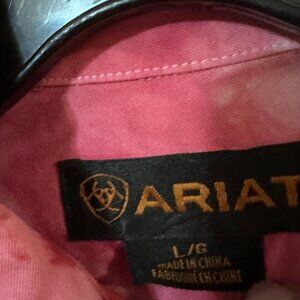 ARIAT
L/G
MADE IN CHINA
FABRIQUÉ EN CHINE